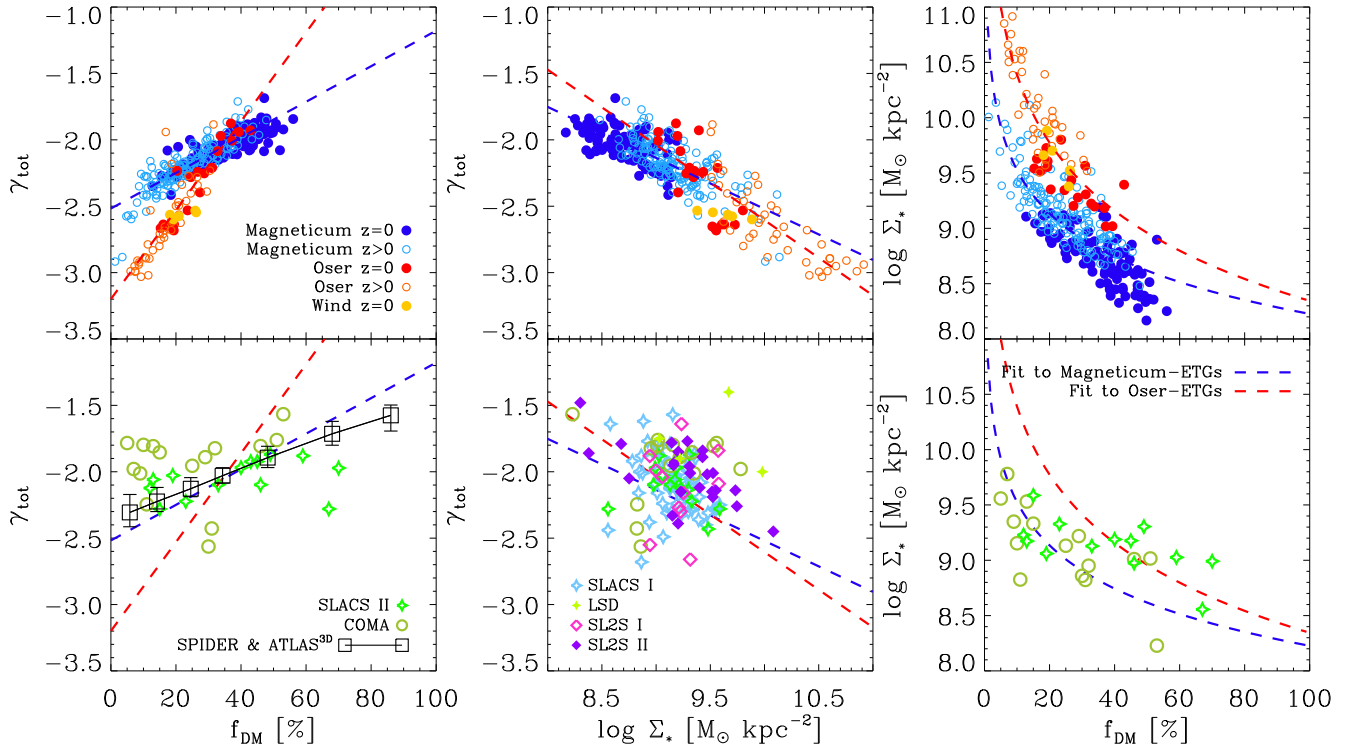 −1.0
−1.5
−2.0
−2.5
−3.0
−3.5
γtot
Magneticum z=0
Magneticum z>0
Oser z=0
Oser z>0
Wind z=0
−1.0
−1.5
−2.0
−2.5
−3.0
−3.5
γtot
11.0
10.5
10.0
9.5
9.0
8.5
8.0
log Σ* [M⊙ kpc−2]
−1.5
−2.0
−2.5
−3.0
−3.5
γtot
SLACS II
COMA
SPIDER & ATLAS3D
0 20 40 60 80 100
fDM [%]
−1.5
−2.0
−2.5
−3.0
−3.5
γtot
SLACS I
LSD
SL2S I
SL2S II
8.5 9.5 10.5
log Σ* [M⊙ kpc−2]
10.5
10.0
9.5
9.0
8.5
8.0
log Σ* [M⊙ kpc−2]
Fit to Magneticum−ETGs
Fit to Oser−ETGs
0 20 40 60 80 100
fDM [%]